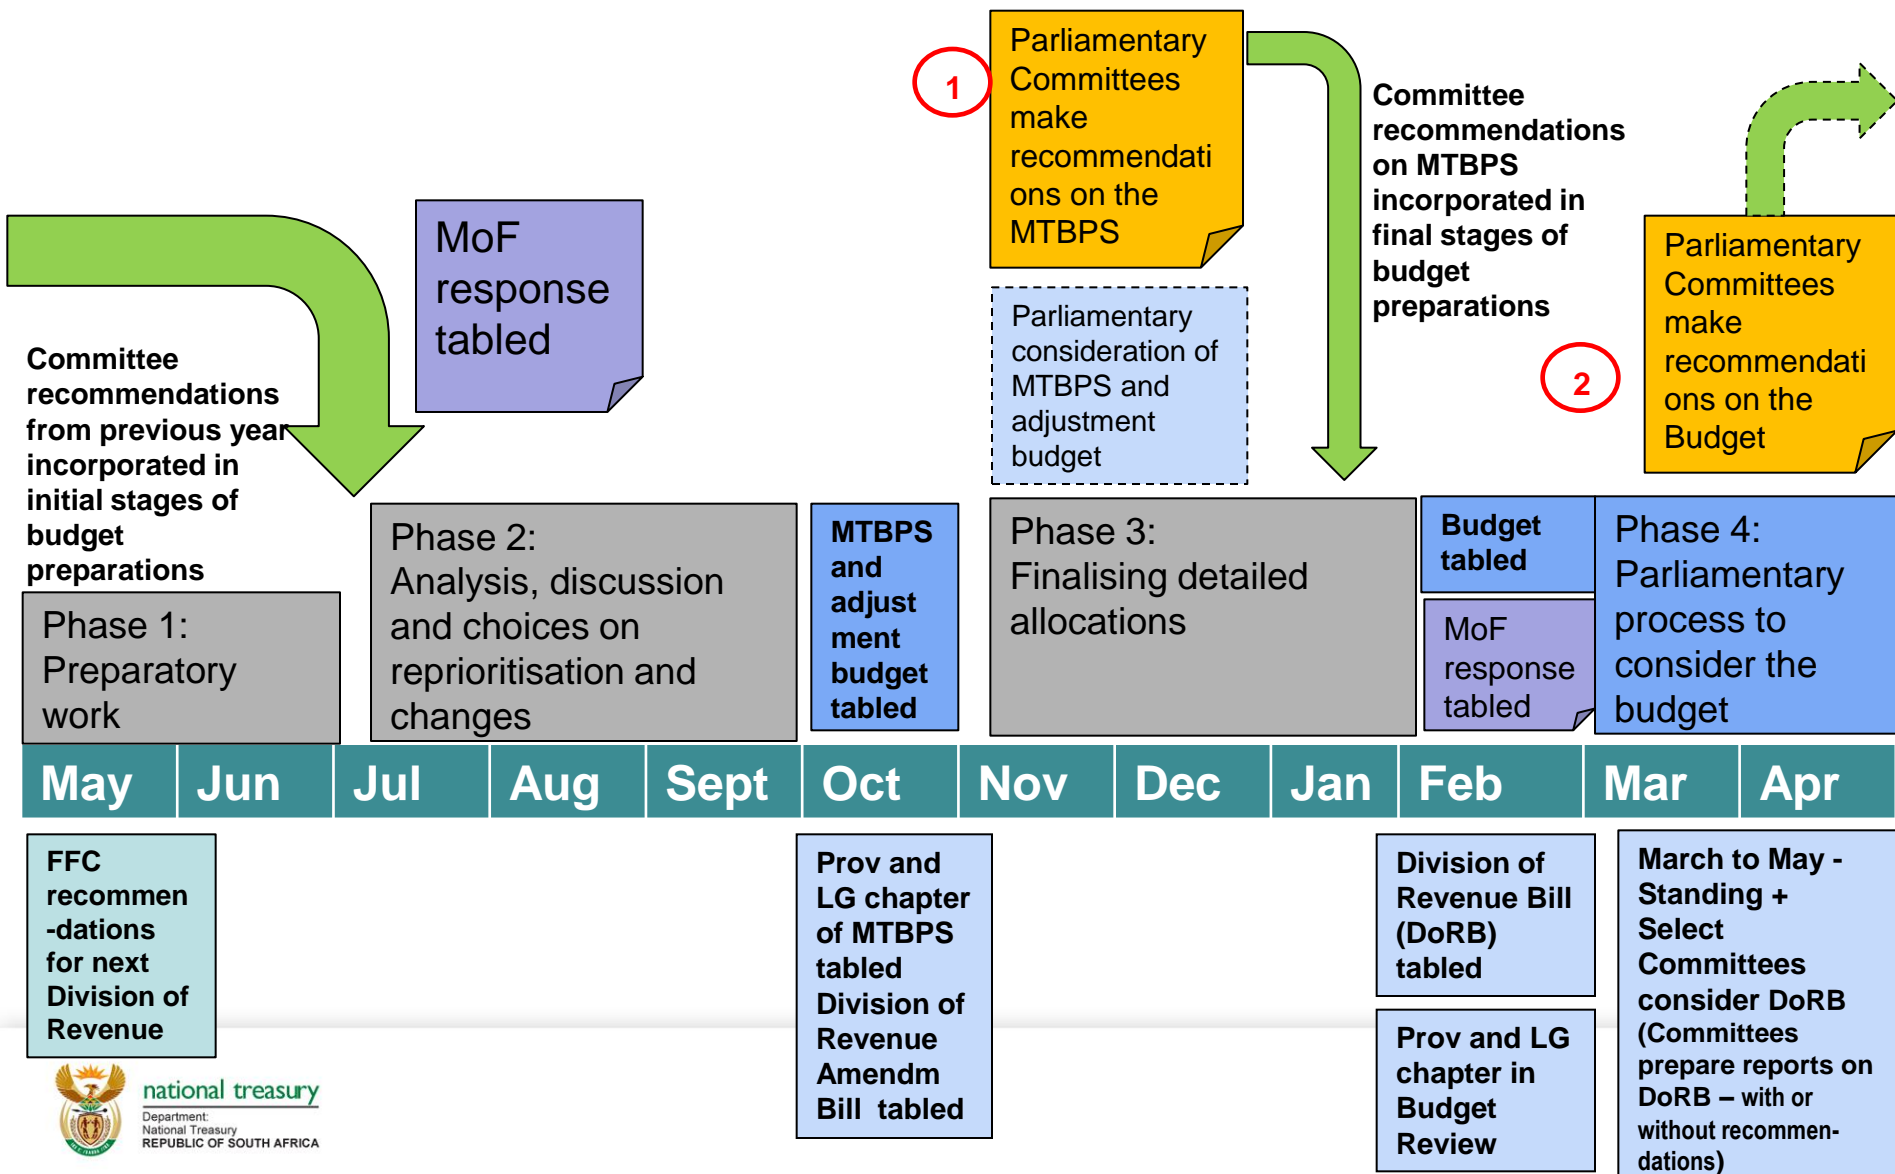 1
Parliamentary
Committees
make
recommendati
ons on the
MTBPS
Committee
recommendations
on MTBPS
incorporated in
final stages of
budget
preparations
MoF
response
tabled
Parliamentary
consideration of
MTBPS and
adjustment
budget
2
Parliamentary
Committees
make
recommendati
ons on the
Budget
Committee
recommendations
from previous year
incorporated in
initial stages of
budget
preparations
Phase 1:
Preparatory
work
Phase 2:
Analysis, discussion
and choices on
reprioritisation and
changes
MTBPS
and
adjust
ment
budget
tabled
Phase 3:
Finalising detailed
allocations
Budget
tabled
MoF
response
tabled
Phase 4:
Parliamentary
process to
consider the
budget
May Jun Jul Aug Sept Oct Nov Dec Jan Feb Mar Apr
FFC
recommen
-dations
for next
Division of
Revenue
Prov and
LG chapter
of MTBPS
tabled
Division of
Revenue
Amendm
Bill tabled
Division of
Revenue Bill
(DoRB)
tabled
Prov and LG
chapter in
Budget
Review
March to May -
Standing +
Select
Committees
consider DoRB
(Committees
prepare reports on
DoRB – with or
without recommen-
dations)
national treasury
Department:
National Treasury
REPUBLIC OF SOUTH AFRICA